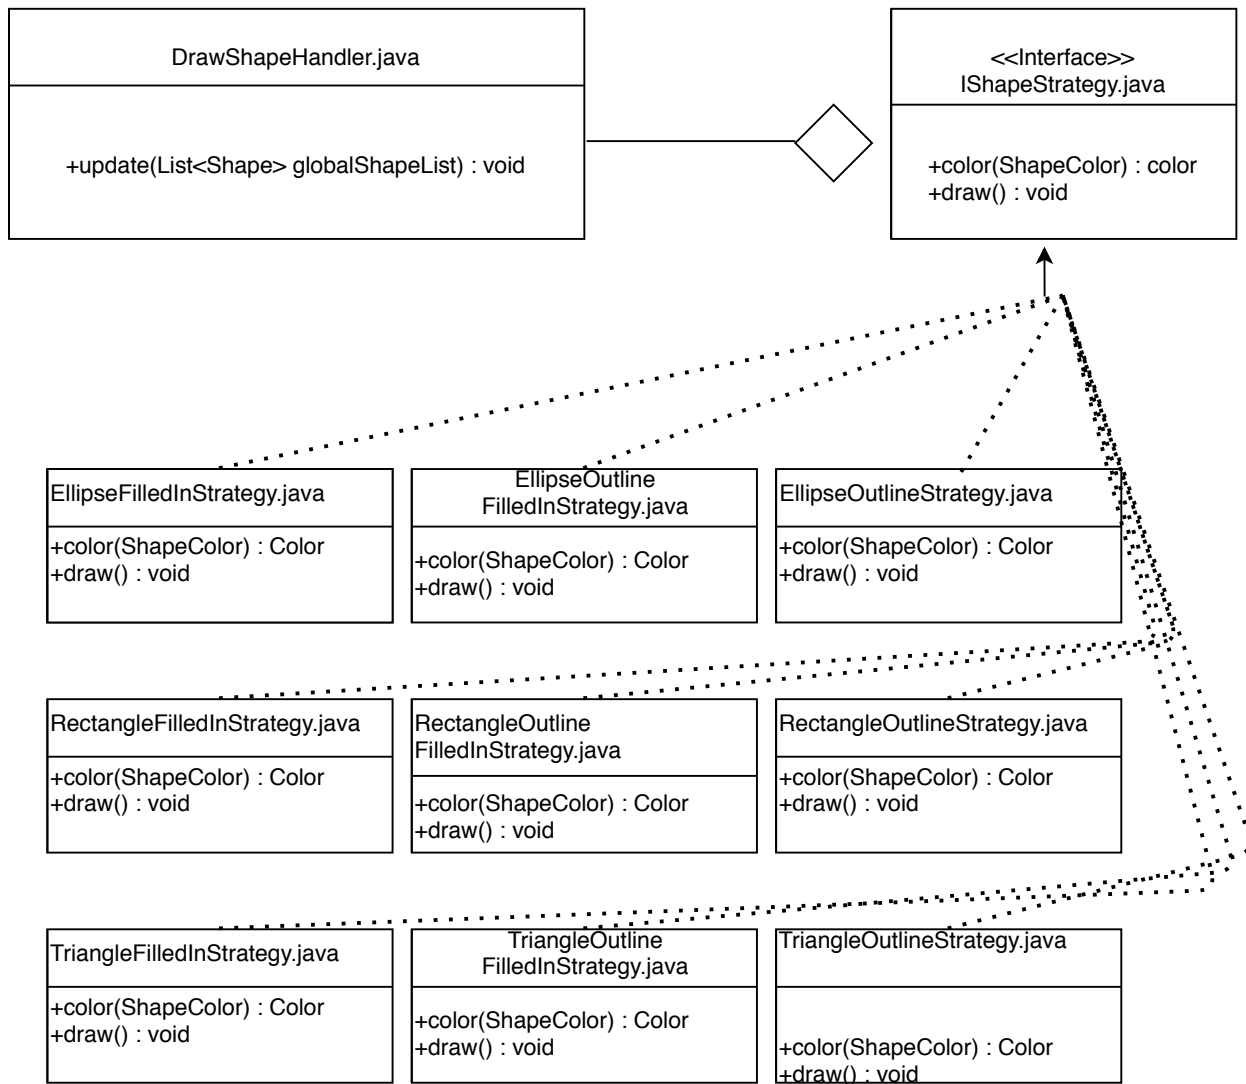 DrawShapeHandler.java
+update(List<Shape> globalShapeList) : void
<<Interface>>
IShapeStrategy.java
+color(ShapeColor) : color
+draw() : void
EllipseFilledInStrategy.java
+color(ShapeColor) : Color
+draw() : void
EllipseOutline
FilledInStrategy.java
+color(ShapeColor) : Color
+draw() : void
EllipseOutlineStrategy.java
+color(ShapeColor) : Color
+draw() : void
RectangleFilledInStrategy.java
+color(ShapeColor) : Color
+draw() : void
RectangleOutline
FilledInStrategy.java
+color(ShapeColor) : Color
+draw() : void
RectangleOutlineStrategy.java
+color(ShapeColor) : Color
+draw() : void
TriangleFilledInStrategy.java
+color(ShapeColor) : Color
+draw() : void
TriangleOutline
FilledInStrategy.java
+color(ShapeColor) : Color
+draw() : void
TriangleOutlineStrategy.java
+color(ShapeColor) : Color
+draw() : void